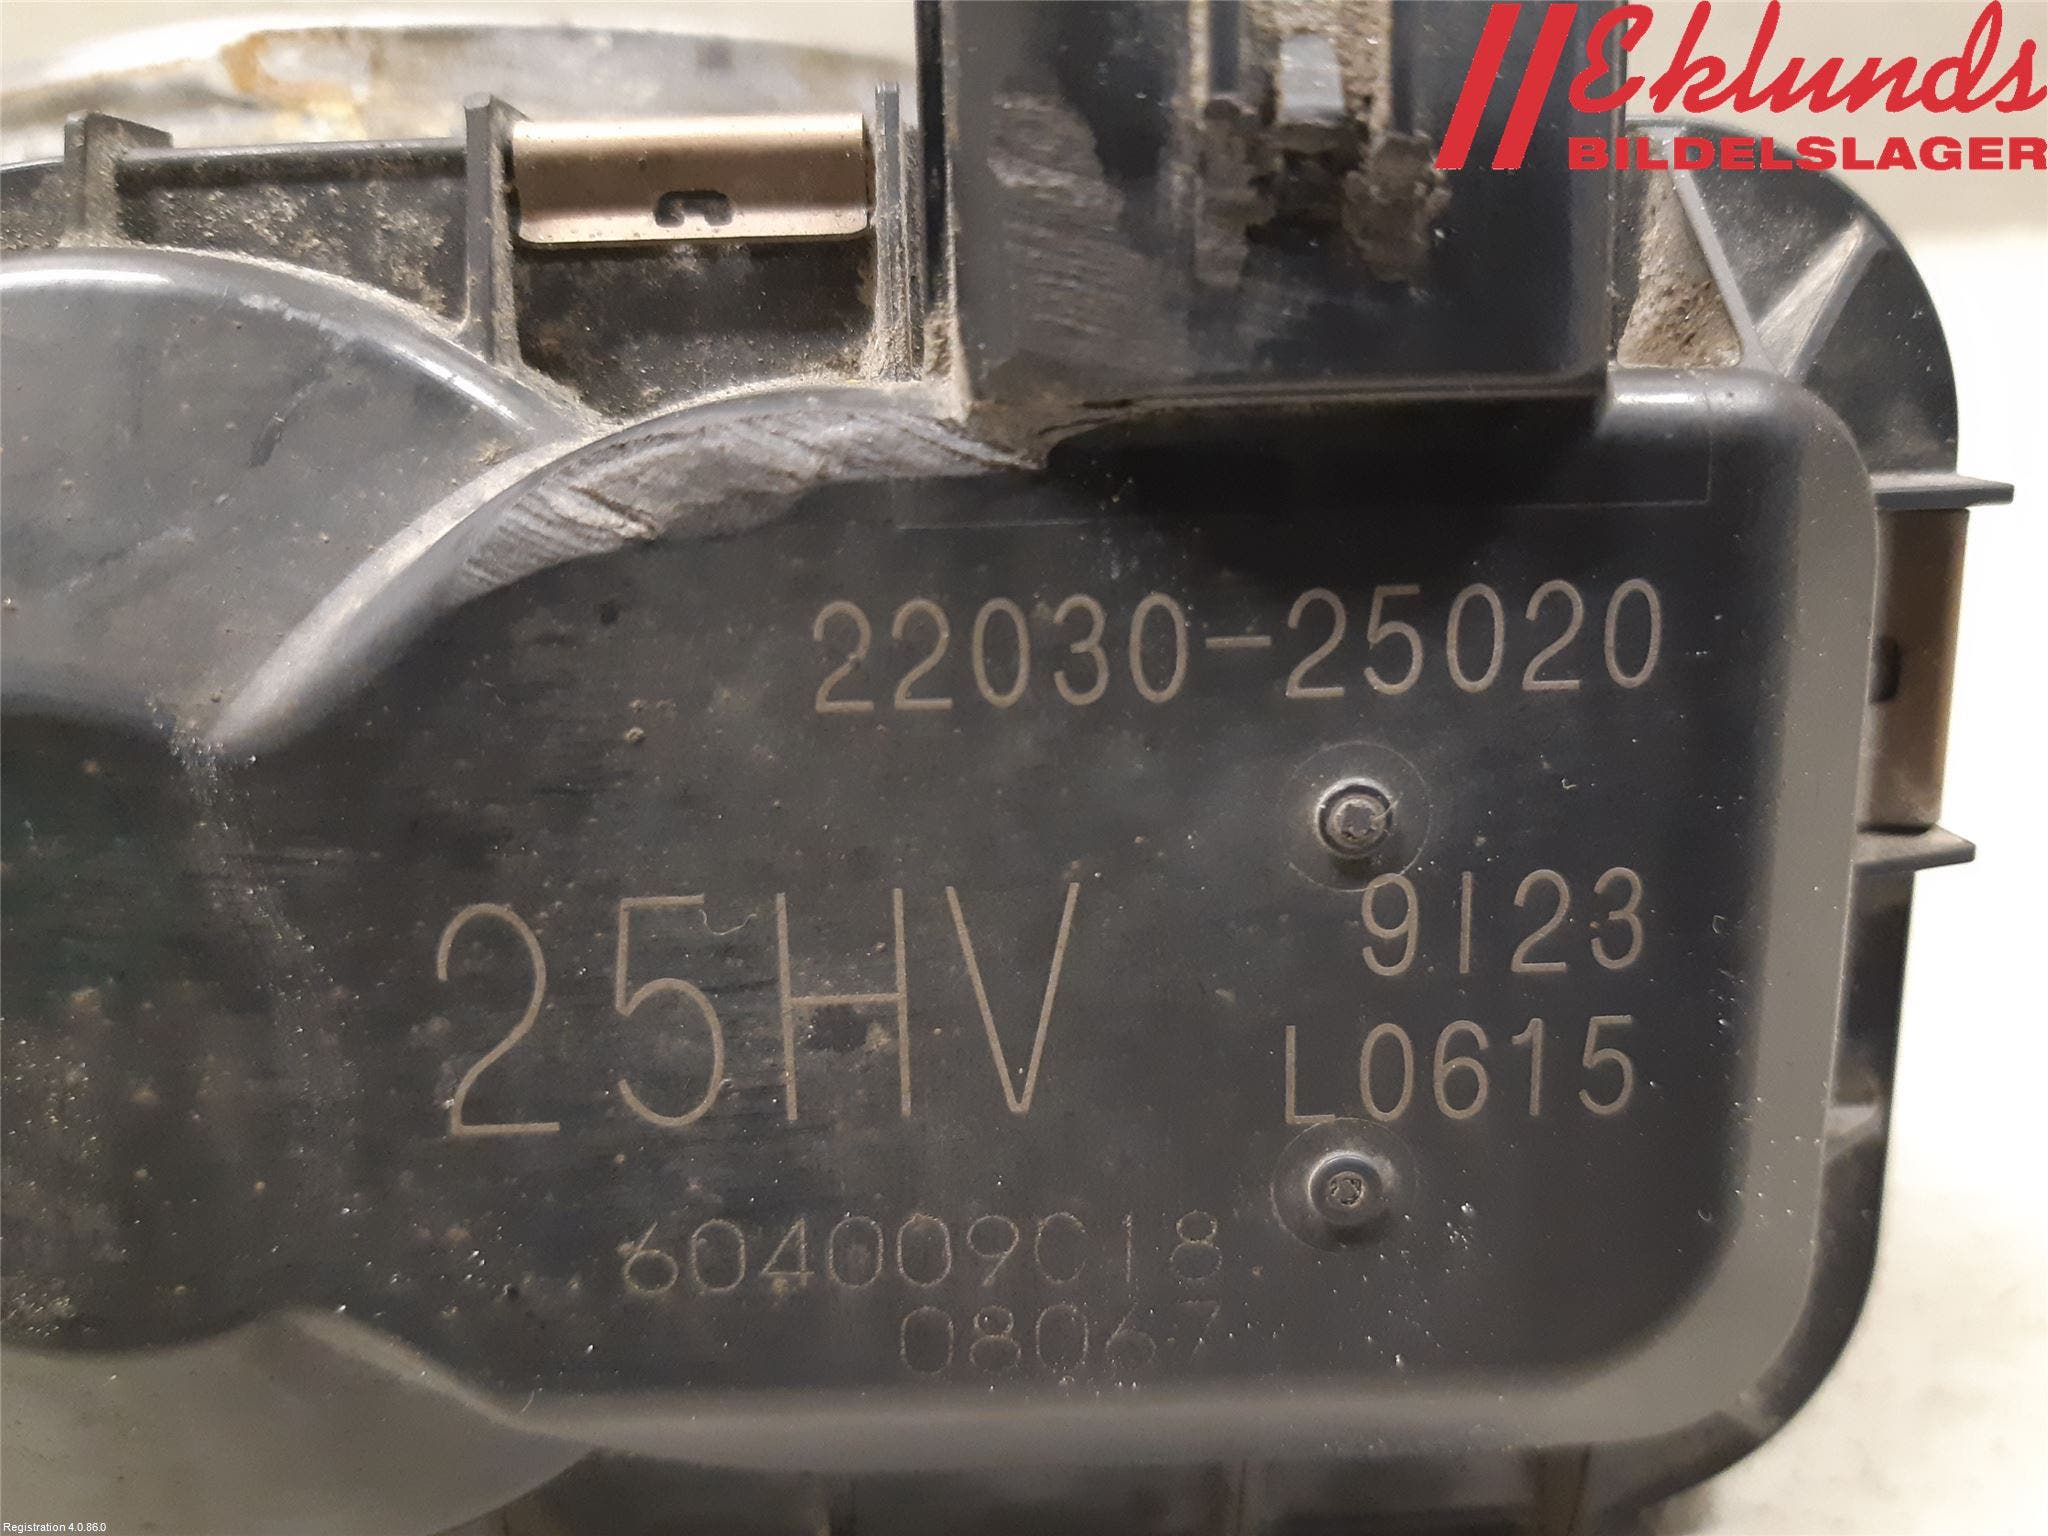 Eklunds
BILDELSLAGER
22030-25020
25HV
9123
L0615
604009C18
08067
Registration 4.0.86.0